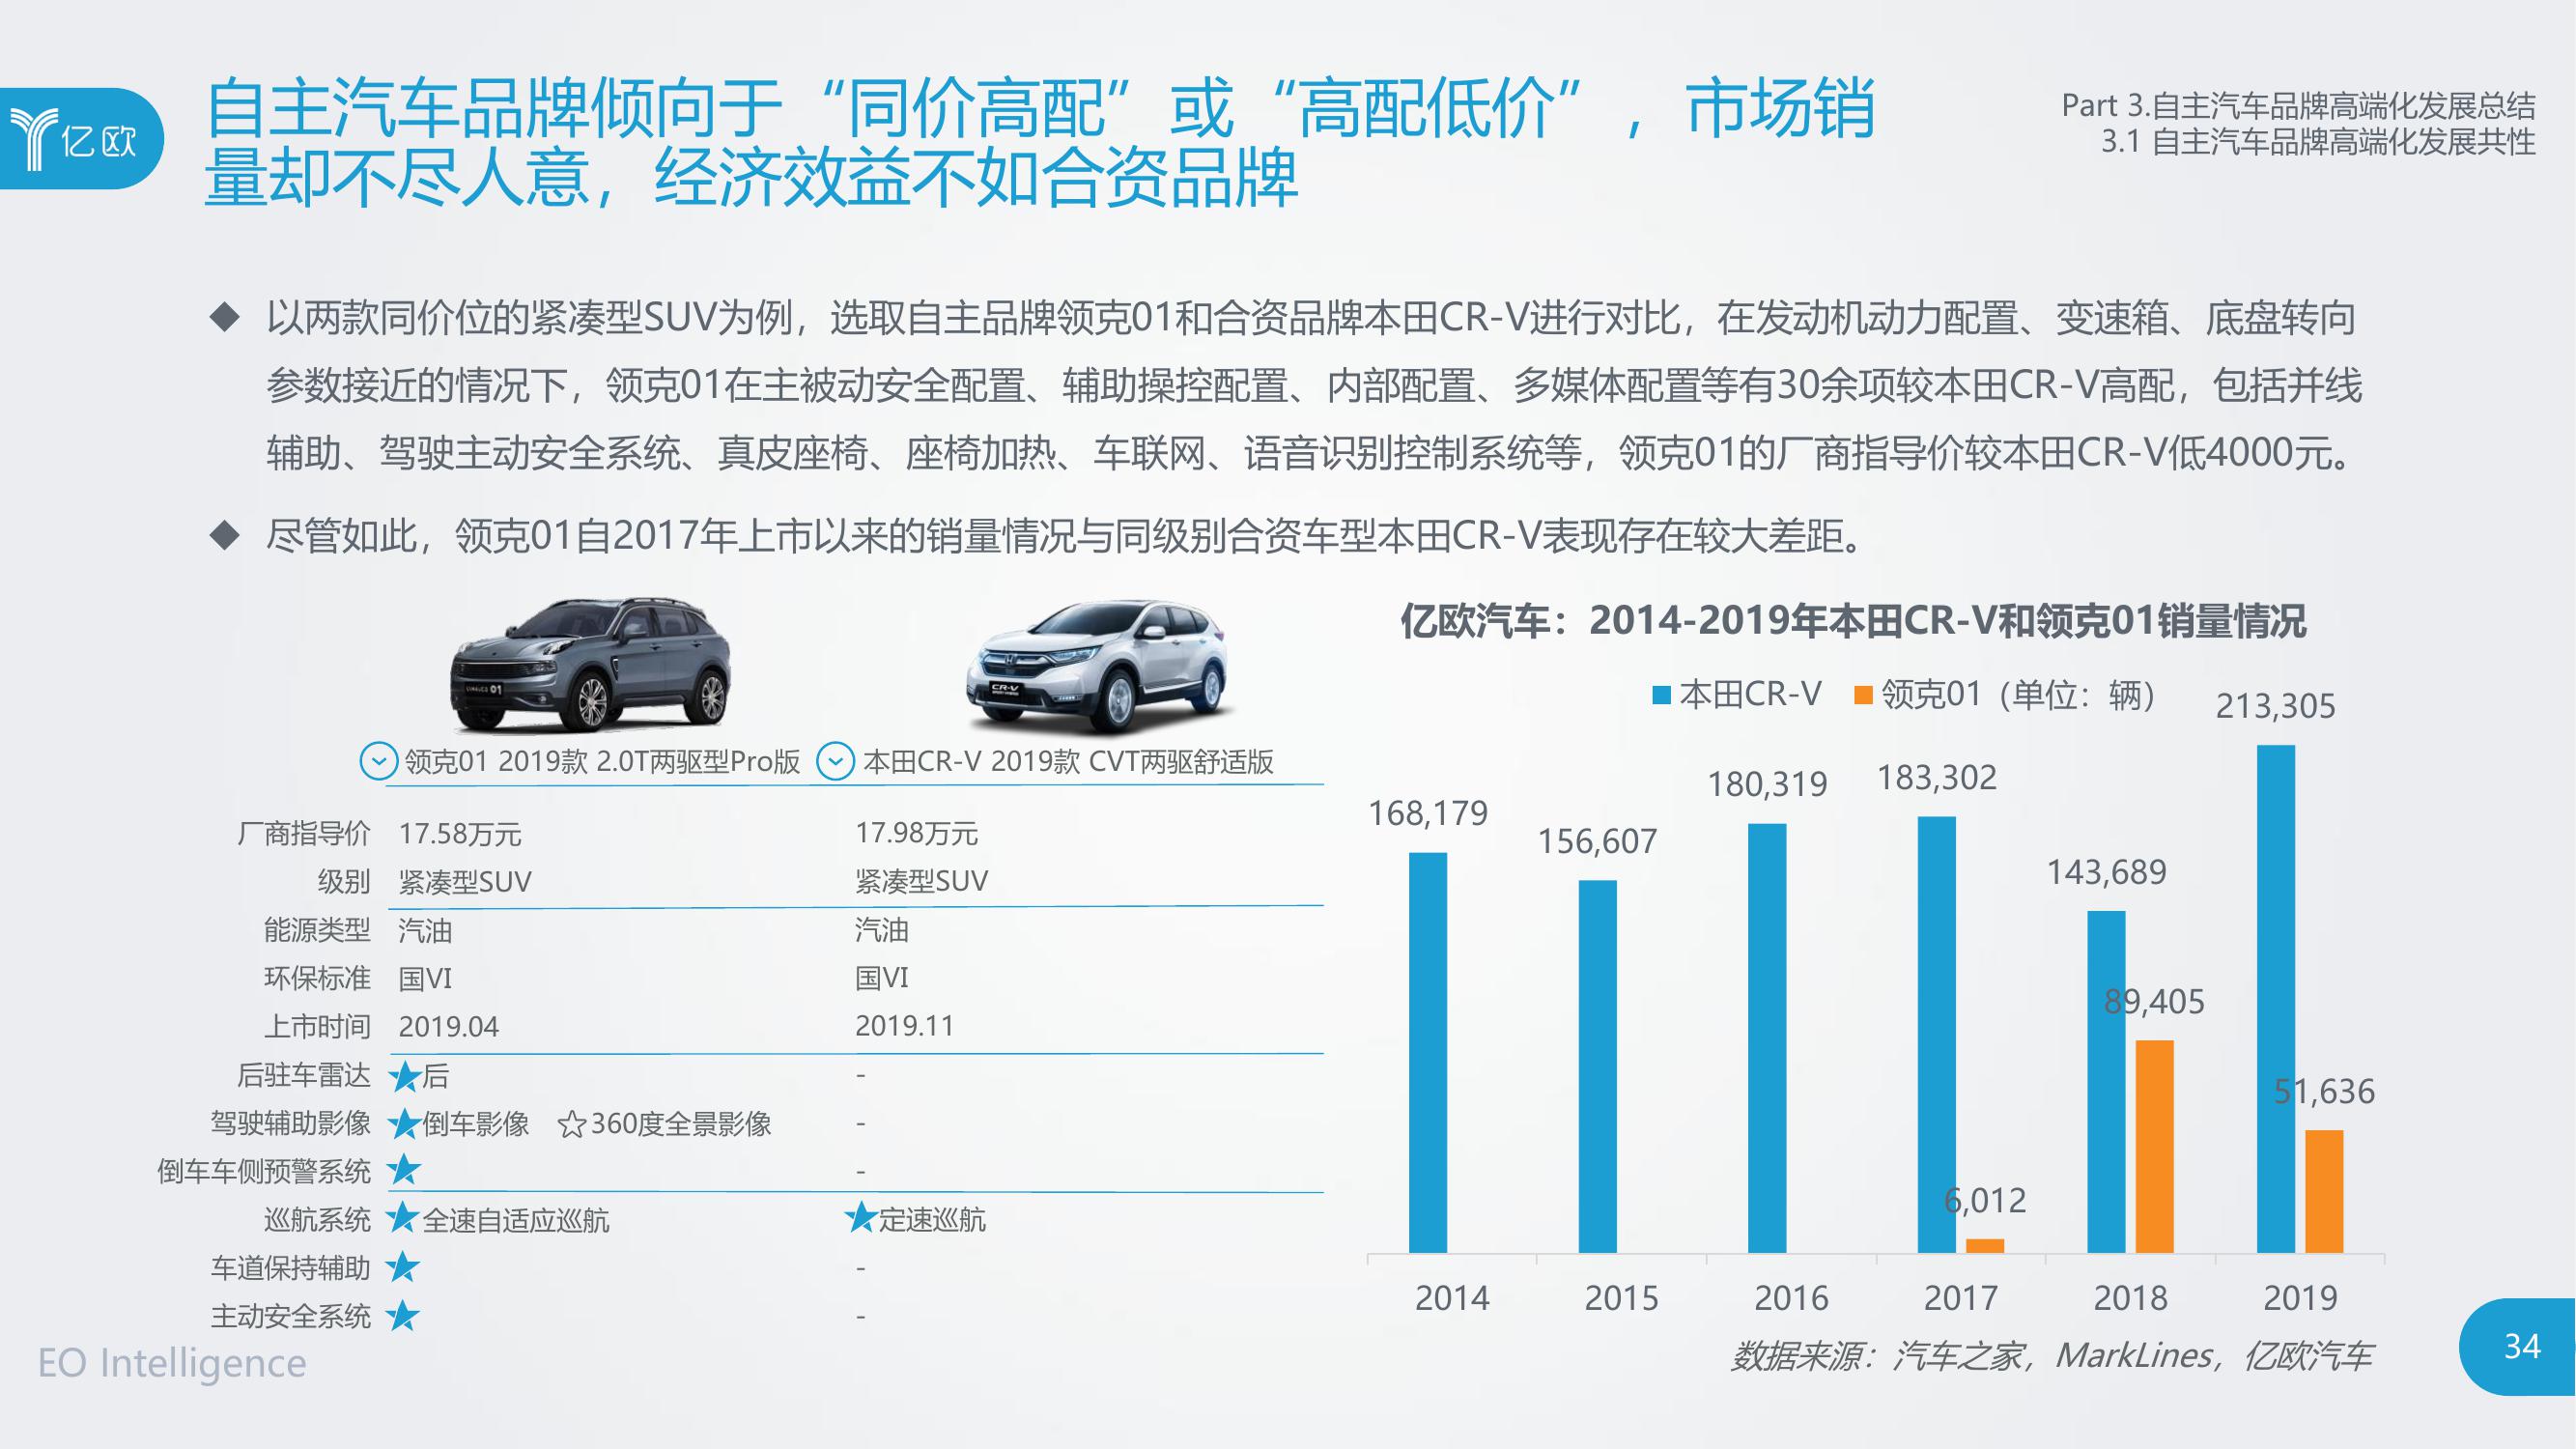 亿欧
自主汽车品牌倾向于“同价高配”或“高配低价”，市场销
量却不尽人意，经济效益不如合资品牌
Part 3.自主汽车品牌高端化发展总结
3.1 自主汽车品牌高端化发展共性
◆ 以两款同价位的紧凑型SUV为例，选取自主品牌领克01和合资品牌本田CR-V进行对比，在发动机动力配置、变速箱、底盘转向
参数接近的情况下，领克01在主被动安全配置、辅助操控配置、内部配置、多媒体配置等有30余项较本田CR-V高配，包括并线
辅助、驾驶主动安全系统、真皮座椅、座椅加热、车联网、语音识别控制系统等，领克01的厂商指导价较本田CR-V低4000元。
◆ 尽管如此，领克01自2017年上市以来的销量情况与同级别合资车型本田CR-V表现存在较大差距。
领克01 2019款 2.0T两驱型Pro版 本田CR-V 2019款 CVT两驱舒适版
厂商指导价 17.58万元 17.98万元
级别 紧凑型SUV 紧凑型SUV
能源类型 汽油 汽油
环保标准 国VI 国VI
上市时间 2019.04 2019.11
后驻车雷达 ★后 -
驾驶辅助影像 ★倒车影像 ☆360度全景影像 -
倒车车侧预警系统 ★ -
巡航系统 ★全速自适应巡航 ★定速巡航
车道保持辅助 ★ -
主动安全系统 ★ -
亿欧汽车：2014-2019年本田CR-V和领克01销量情况
本田CR-V 领克01（单位：辆）
168,179
156,607
180,319
183,302
143,689
213,305
6,012
89,405
51,636
2014 2015 2016 2017 2018 2019
数据来源：汽车之家，MarkLines，亿欧汽车
EO Intelligence
34